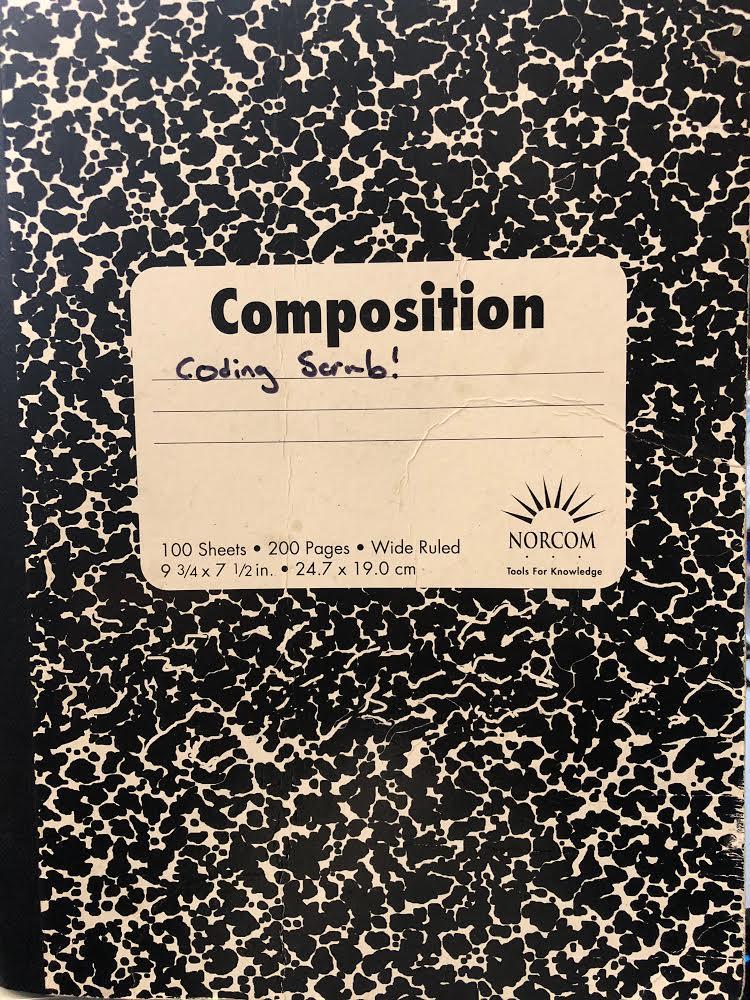 Composition
Coding Scrub!
100 Sheets • 200 Pages • Wide Ruled
9 3/4 x 7 1/2 in. • 24.7 x 19.0 cm
NORCOM
Tools For Knowledge